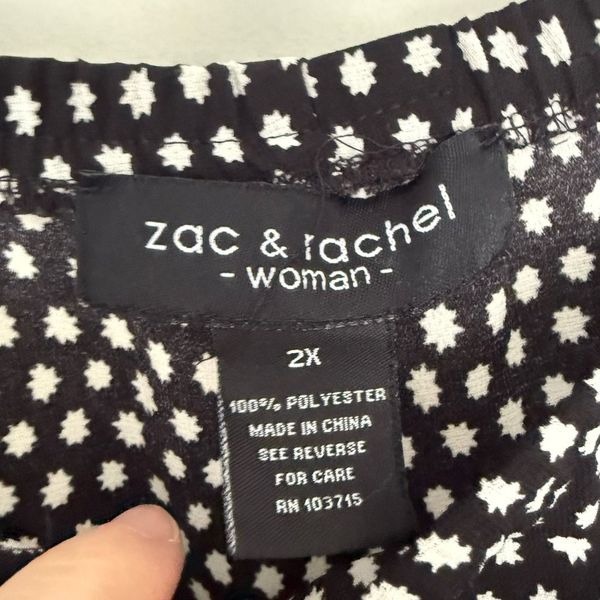 zac & rachel
- woman -
2X
100% POLYESTER
MADE IN CHINA
SEE REVERSE
FOR CARE
RN 103715